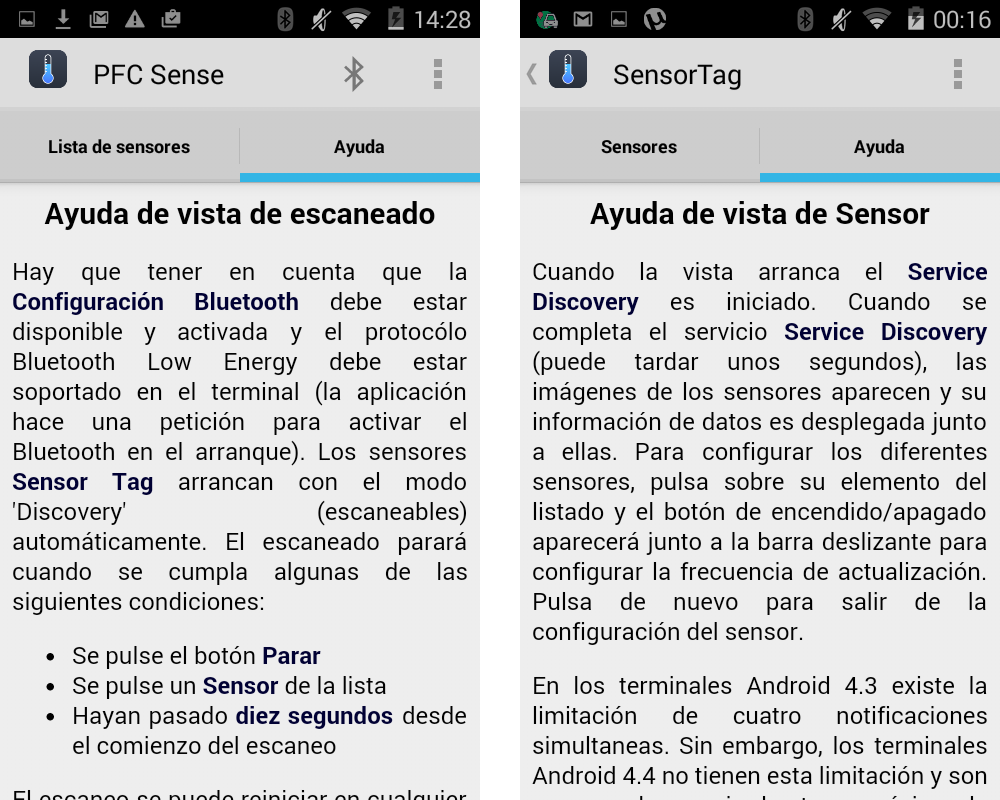 14:28
PFC Sense
Lista de sensores
Ayuda
Ayuda de vista de escaneado
Hay que tener en cuenta que la
Configuración Bluetooth debe estar
disponible y activada y el protocólo
Bluetooth Low Energy debe estar
soportado en el terminal (la aplicación
hace una petición para activar el
Bluetooth en el arranque). Los sensores
Sensor Tag arrancan con el modo
'Discovery' (escaneables)
automáticamente. El escaneado parará
cuando se cumpla algunas de las
siguientes condiciones:
• Se pulse el botón Parar
• Se pulse un Sensor de la lista
• Hayan pasado diez segundos desde
el comienzo del escaneo
El escaneo se puede reiniciar en cualquier
00:16
SensorTag
Sensores
Ayuda
Ayuda de vista de Sensor
Cuando la vista arranca el Service
Discovery es iniciado. Cuando se
completa el servicio Service Discovery
(puede tardar unos segundos), las
imágenes de los sensores aparecen y su
información de datos es desplegada junto
a ellas. Para configurar los diferentes
sensores, pulsa sobre su elemento del
listado y el botón de encendido/apagado
aparecerá junto a la barra deslizante para
configurar la frecuencia de actualización.
Pulsa de nuevo para salir de la
configuración del sensor.
En los terminales Android 4.3 existe la
limitación de cuatro notificaciones
simultaneas. Sin embargo, los terminales
Android 4.4 no tienen esta limitación y son